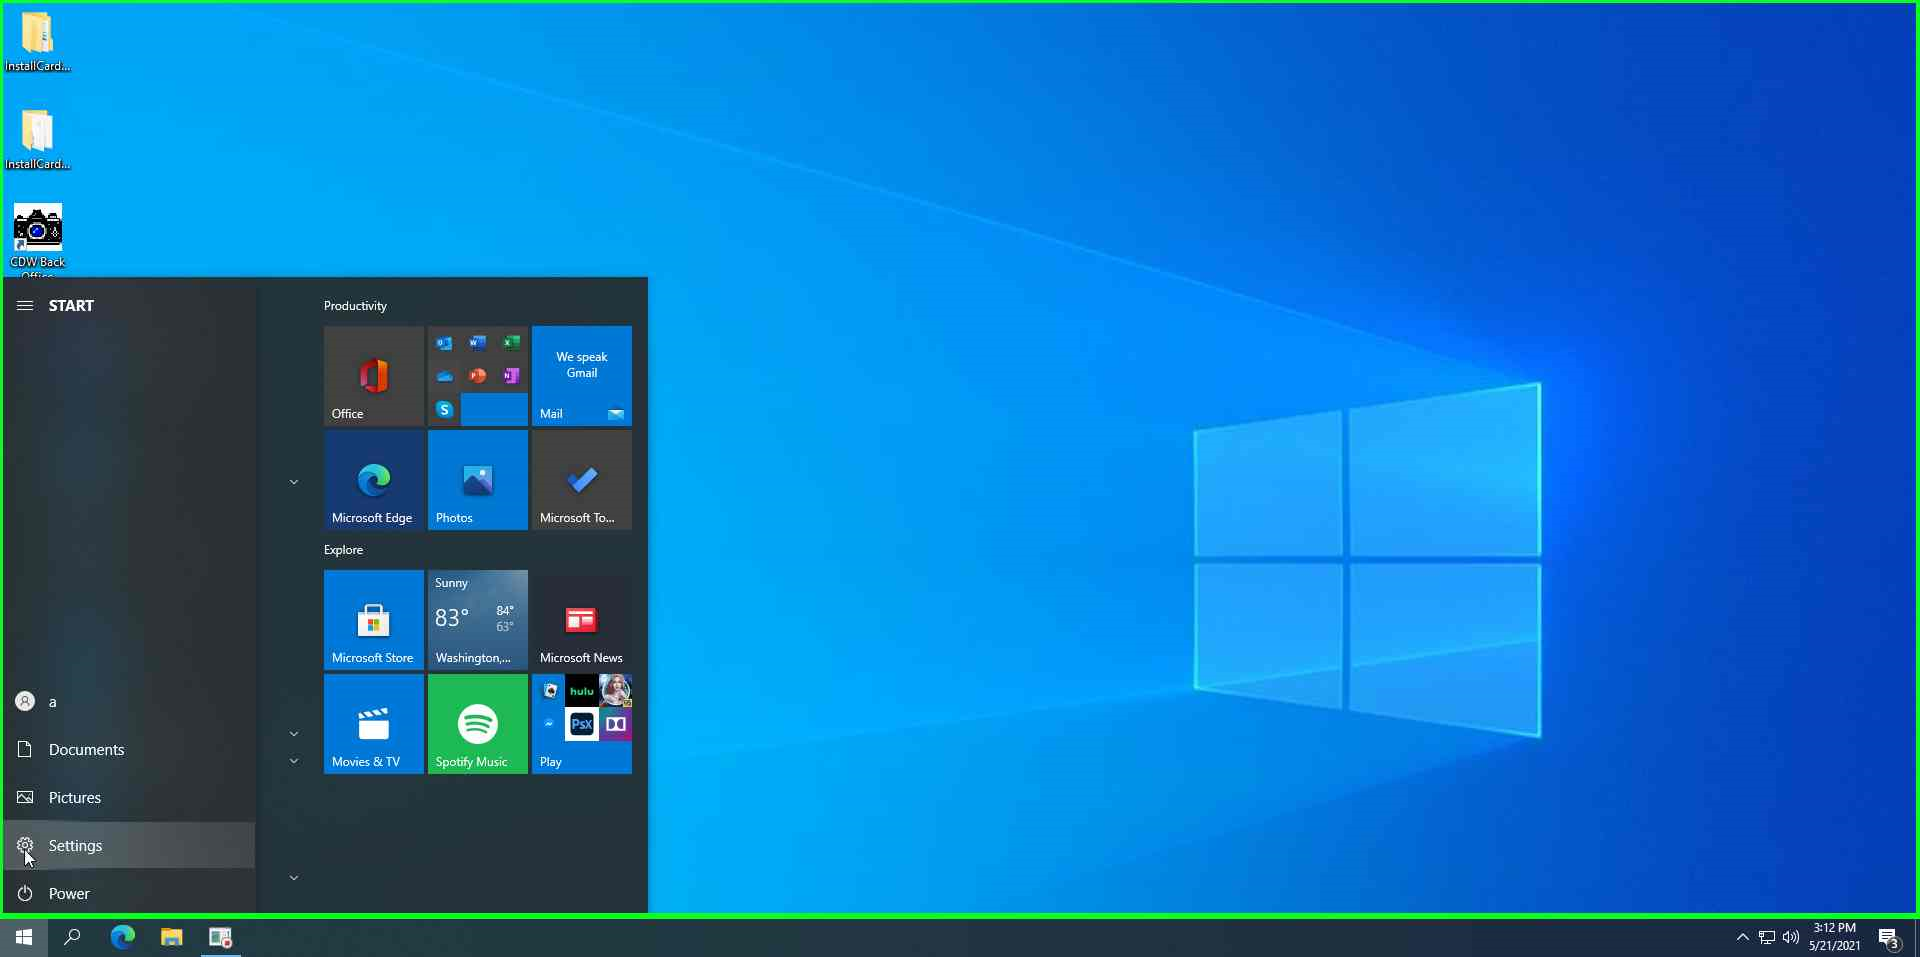 InstallCard...
InstallCard...
CDW Back
Office
START
Productivity
Office
We speak
Gmail
Mail
Microsoft Edge
Photos
Microsoft To...
Explore
Microsoft Store
Sunny
83°
84°
63°
Washington,...
Microsoft News
Movies & TV
Spotify Music
hulu
PsX
Play
a
Documents
Pictures
Settings
Power
3:12 PM
5/21/2021
3